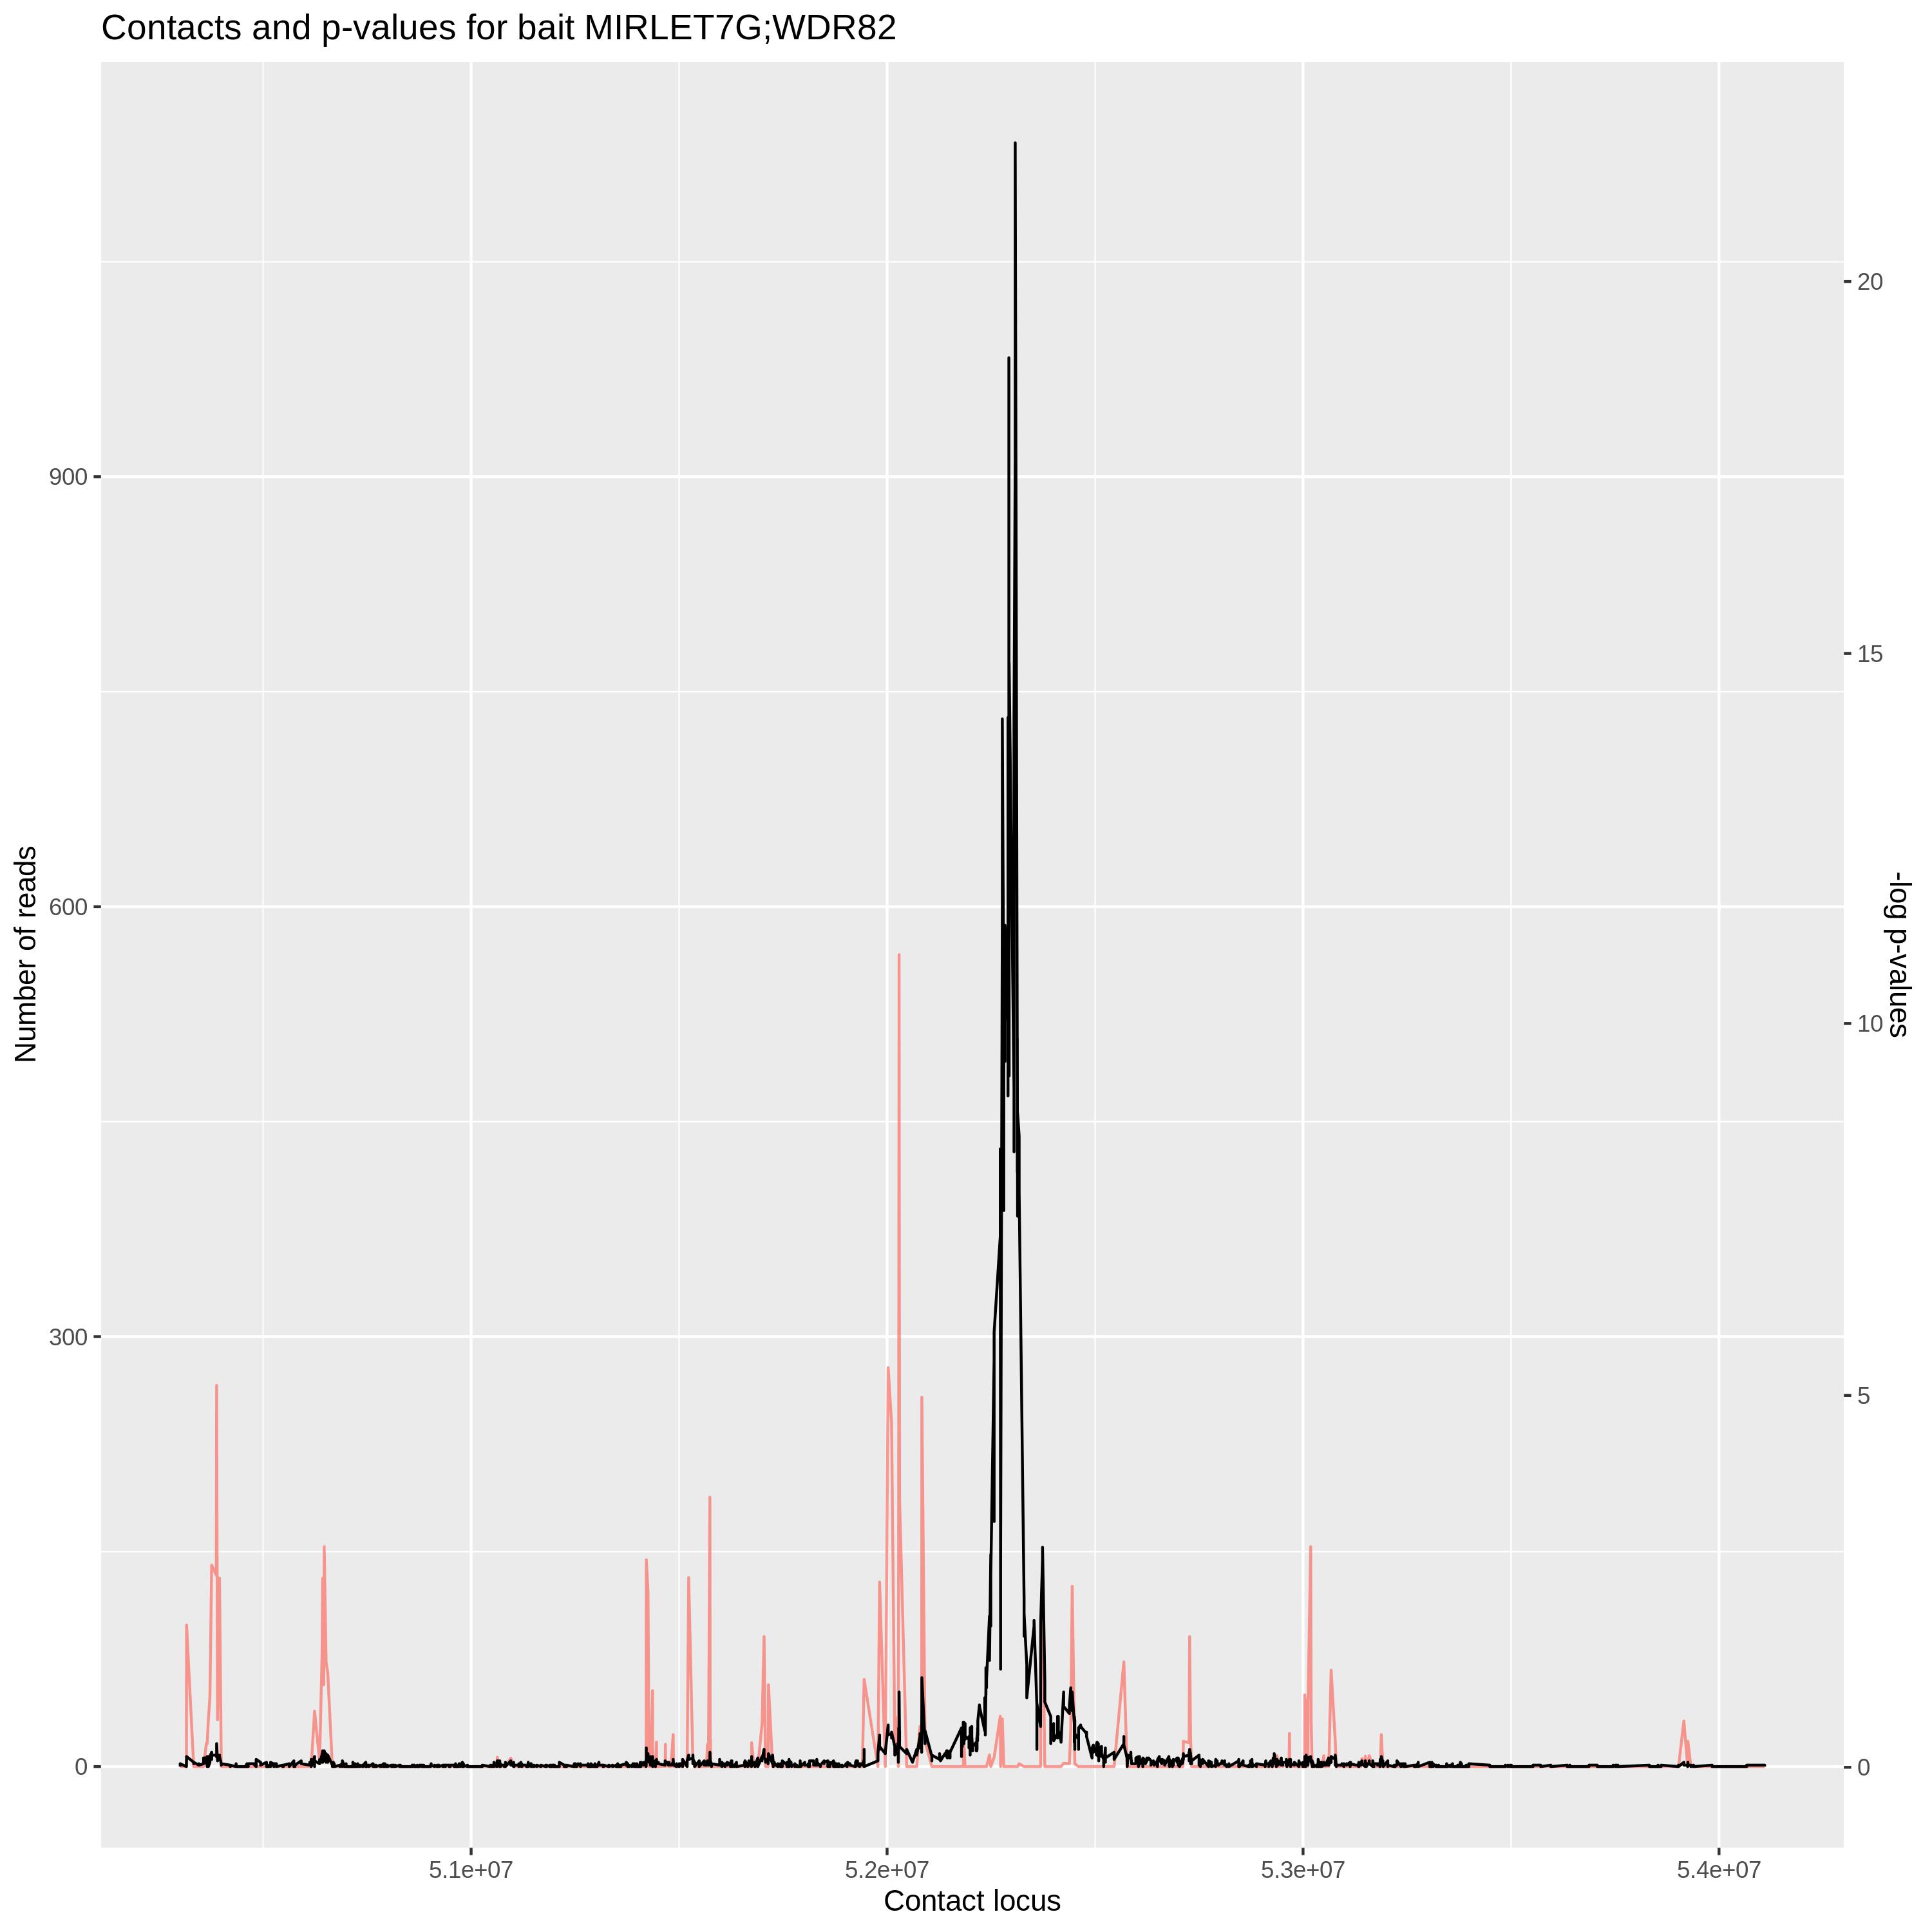 Contacts and p-values for bait MIRLET7G;WDR82
Number of reads
900
600
300
0
20
15
10
5
0
-log p-values
5.1e+07 5.2e+07 5.3e+07 5.4e+07
Contact locus